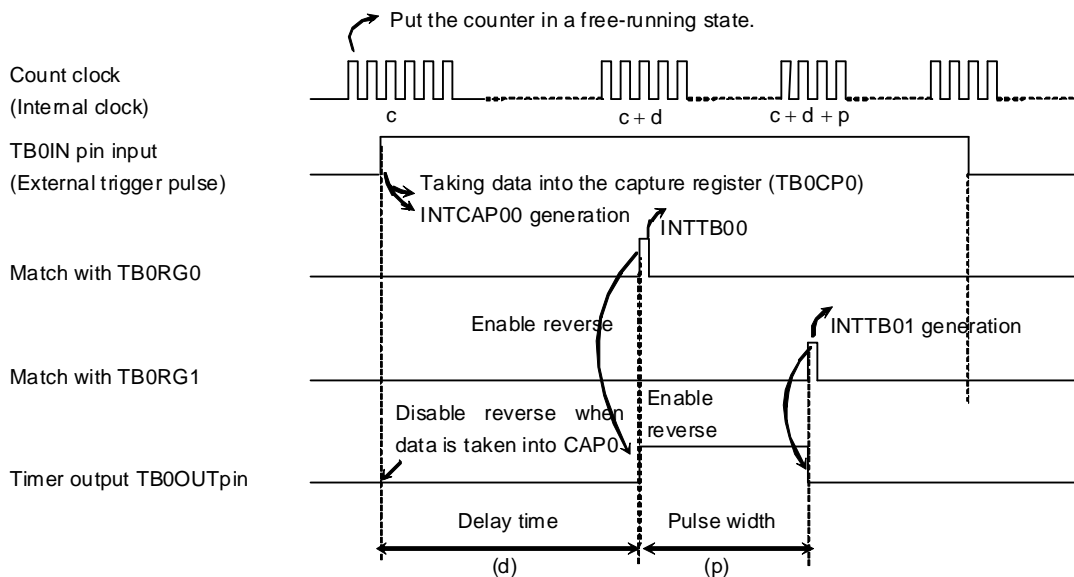 Put the counter in a free-running state.
Count clock
(Internal clock)
c
c + d
c + d + p
TB0IN pin input
(External trigger pulse)
Taking data into the capture register (TB0CP0)
INTCAP00 generation
INTTB00
Match with TB0RG0
Enable reverse
INTTB01 generation
Match with TB0RG1
Disable reverse when
data is taken into CAP0
Enable
reverse
Timer output TB0OUTpin
Delay time
Pulse width
(d)
(p)